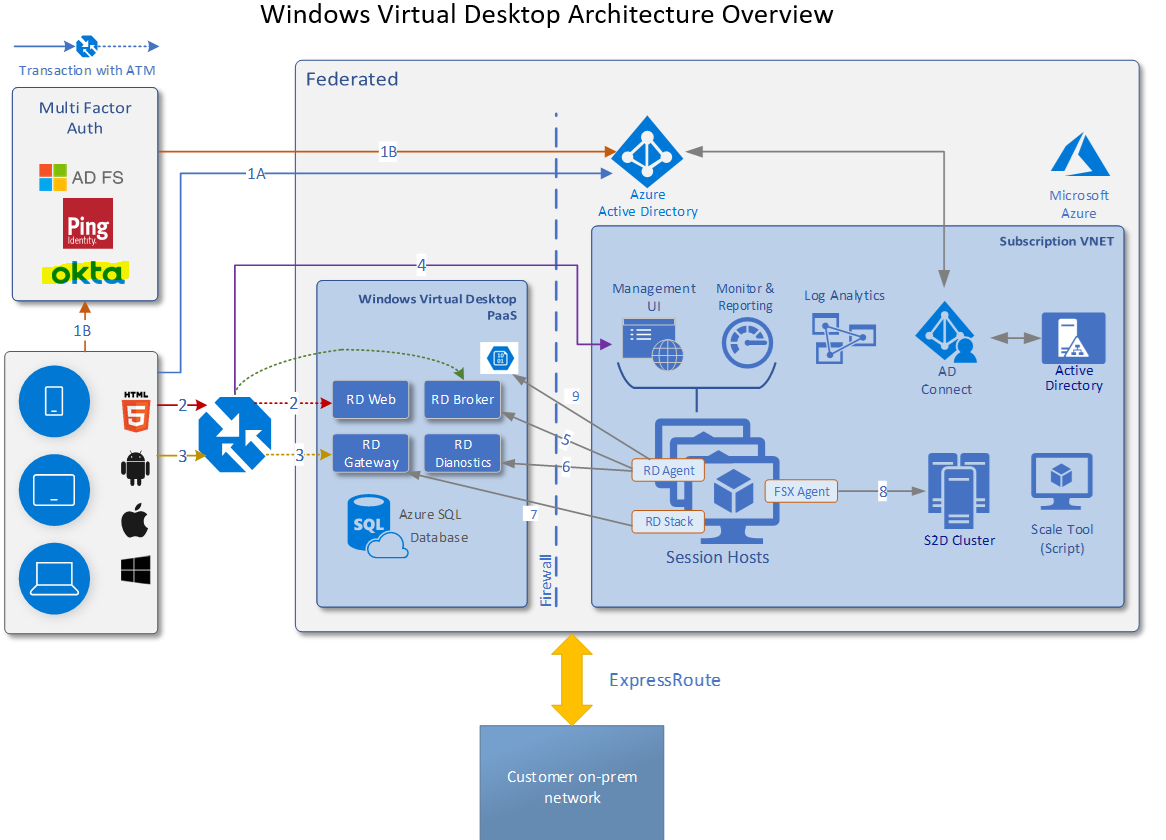 Windows Virtual Desktop Architecture Overview
Transaction with ATM
Federated
Multi Factor
Auth
AD FS
Ping
Identity.
okta
1B
1A
1B
Azure
Active Directory
Microsoft
Azure
Subscription VNET
4
Windows Virtual Desktop
PaaS
Management
UI
Monitor &
Reporting
Log Analytics
AD
Connect
Active
Directory
10
01
HTML
5
2
2
3
3
RD Web
RD Broker
RD
Gateway
RD
Dianostics
9
5
6
7
8
SQL
Azure SQL
Database
Firewall
RD Agent
FSX Agent
RD Stack
Session Hosts
S2D Cluster
Scale Tool
(Script)
ExpressRoute
Customer on-prem
network